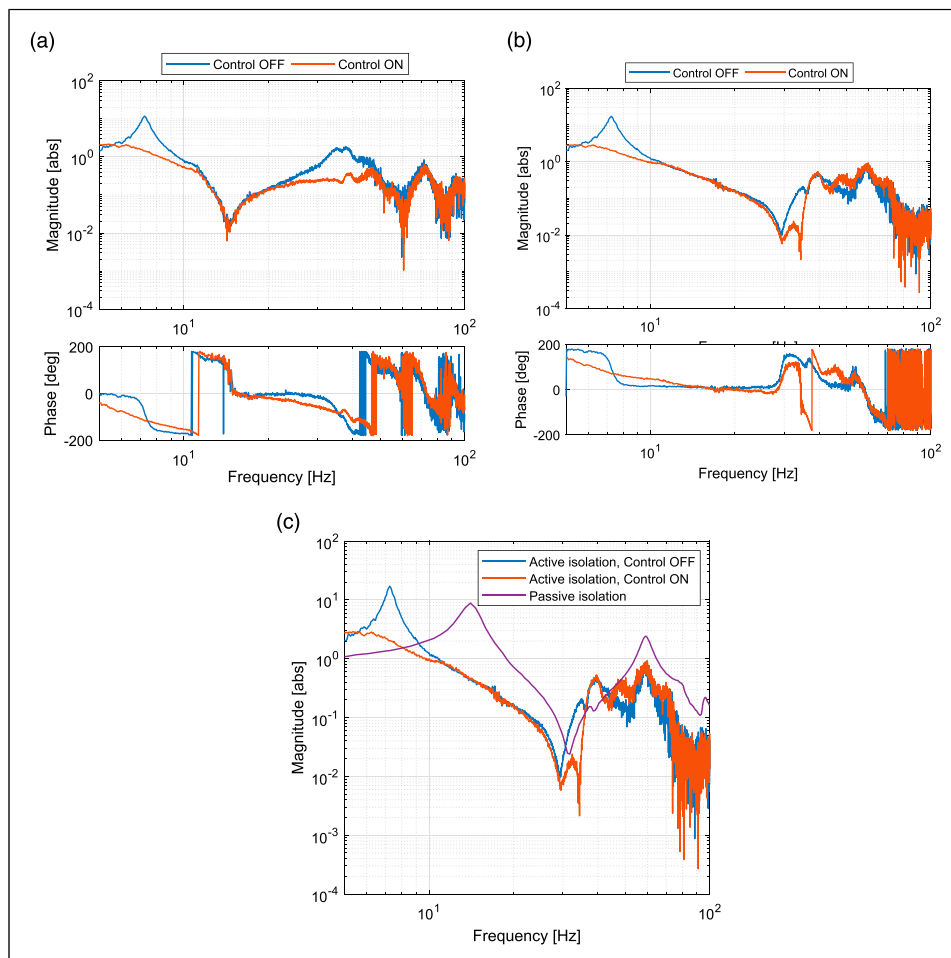 (a)
Control OFF Control ON
10^2
10^0
10^-2
10^-4
Magnitude [abs]
10^1 10^2
200
0
-200
Phase [deg]
10^1 10^2
Frequency [Hz]
(b)
Control OFF Control ON
10^2
10^0
10^-2
10^-4
Magnitude [abs]
10^1 10^2
200
0
-200
Phase [deg]
10^1 10^2
Frequency [Hz]
(c)
Active isolation, Control OFF
Active isolation, Control ON
Passive isolation
10^2
10^1
10^0
10^-1
10^-2
10^-3
10^-4
Magnitude [abs]
10^1 10^2
Frequency [Hz]